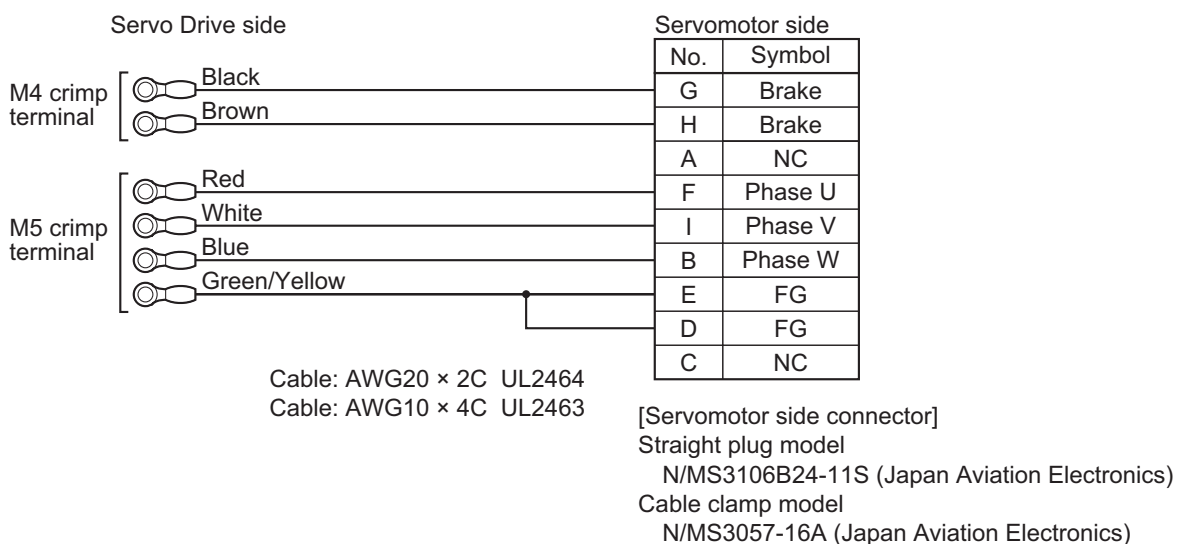 Servo Drive side
Servomotor side
No. Symbol
M4 crimp
terminal
Black
G Brake
Brown
H Brake
A NC
M5 crimp
terminal
Red
F Phase U
White
I Phase V
Blue
B Phase W
Green/Yellow
E FG
D FG
C NC
Cable: AWG20 × 2C UL2464
Cable: AWG10 × 4C UL2463
[Servomotor side connector]
Straight plug model
N/MS3106B24-11S (Japan Aviation Electronics)
Cable clamp model
N/MS3057-16A (Japan Aviation Electronics)